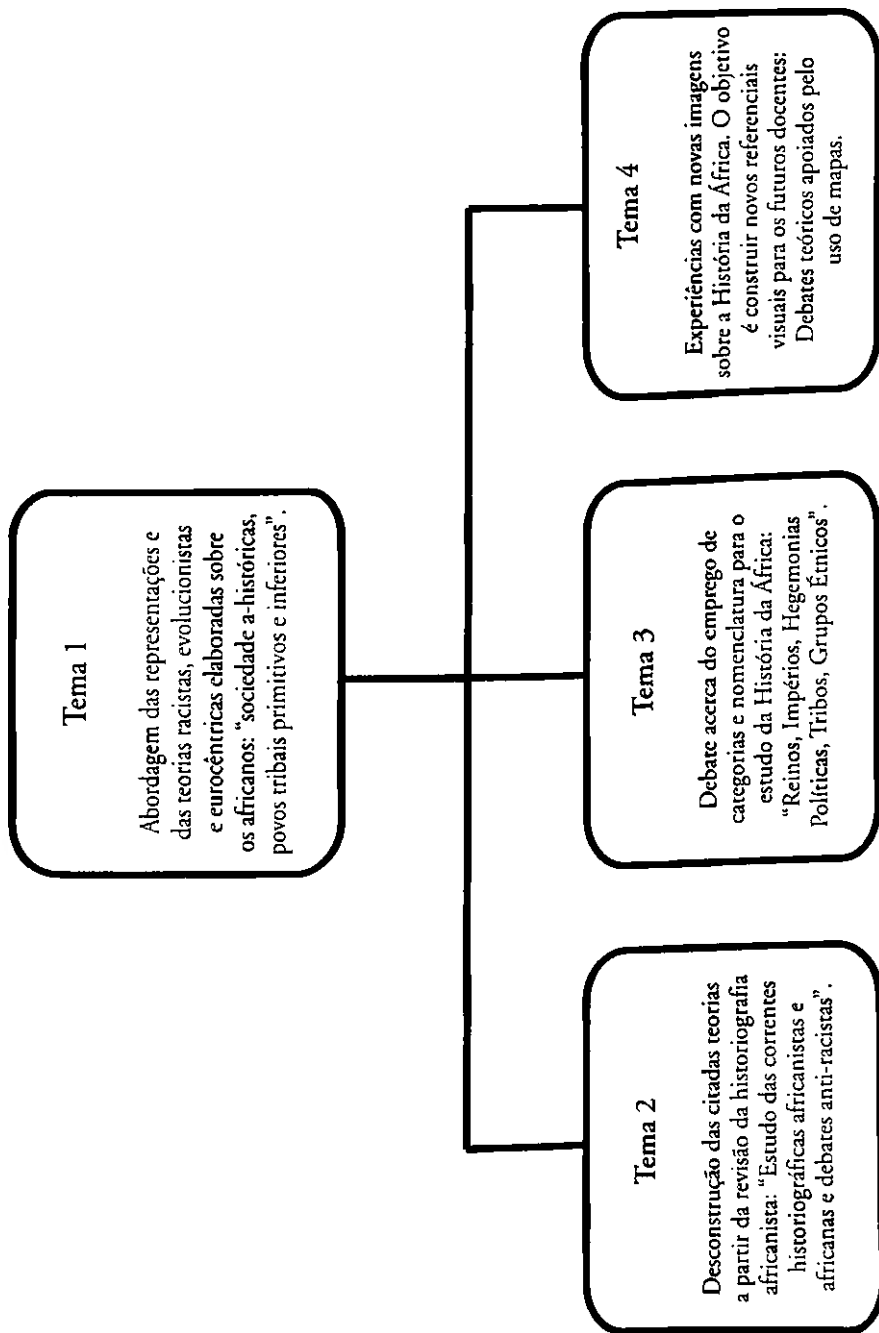 Tema 1
Abordagem das representações e
das teorias racistas, evolucionistas
e eurocêntricas elaboradas sobre
os africanos: “sociedade a-históricas,
povos tribais primitivos e inferiores”.
Tema 2
Desconstrução das citadas teorias
a partir da revisão da historiografia
africanista: “Estudo das correntes
historiográficas africanistas e
africanas e debates anti-racistas”.
Tema 3
Debate acerca do emprego de
categorias e nomenclatura para o
estudo da História da África:
“Reinos, Impérios, Hegemonias
Políticas, Tribos, Grupos Étnicos”.
Tema 4
Experiências com novas imagens
sobre a História da África. O objetivo
é construir novos referenciais
visuais para os futuros docentes:
Debates teóricos apoiados pelo
uso de mapas.